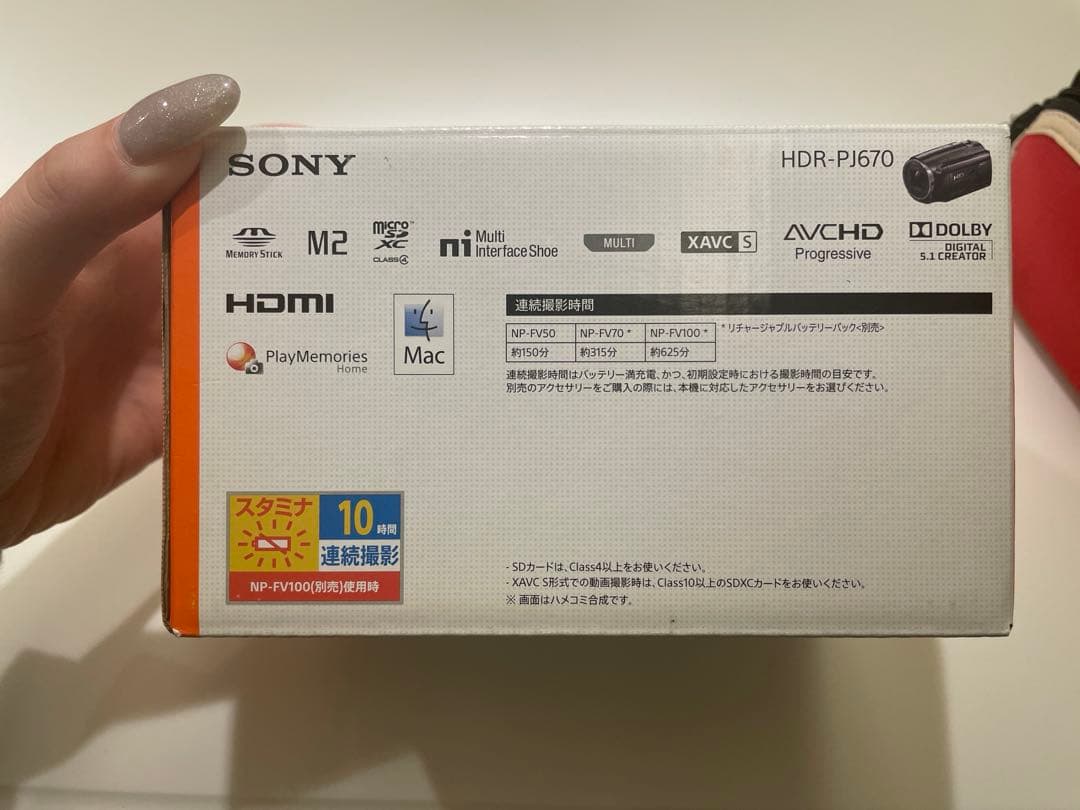 SONY
HDR-PJ670
MEMORY STICK
M2
micro SD XC
CLASS④
Multi
Interface Shoe
MULTI
XAVC S
AVCHD
Progressive
DOLBY
DIGITAL
5.1 CREATOR
HDMI
PlayMemories
Home
Mac
連続撮影時間
NP-FV50 NP-FV70 * NP-FV100 * * リチャージャブルバッテリーパック<別売>
約150分 約315分 約625分
連続撮影時間はバッテリー満充電、かつ、初期設定時における撮影時間の目安です。
別売のアクセサリーをご購入の際には、本機に対応したアクセサリーをお選びください。
スタミナ
10時間
連続撮影
NP-FV100(別売)使用時
- SDカードは、Class4以上をお使いください。
- XAVC S形式での動画撮影時は、Class10以上のSDXCカードをお使いください。
※ 画面はハメコミ合成です。